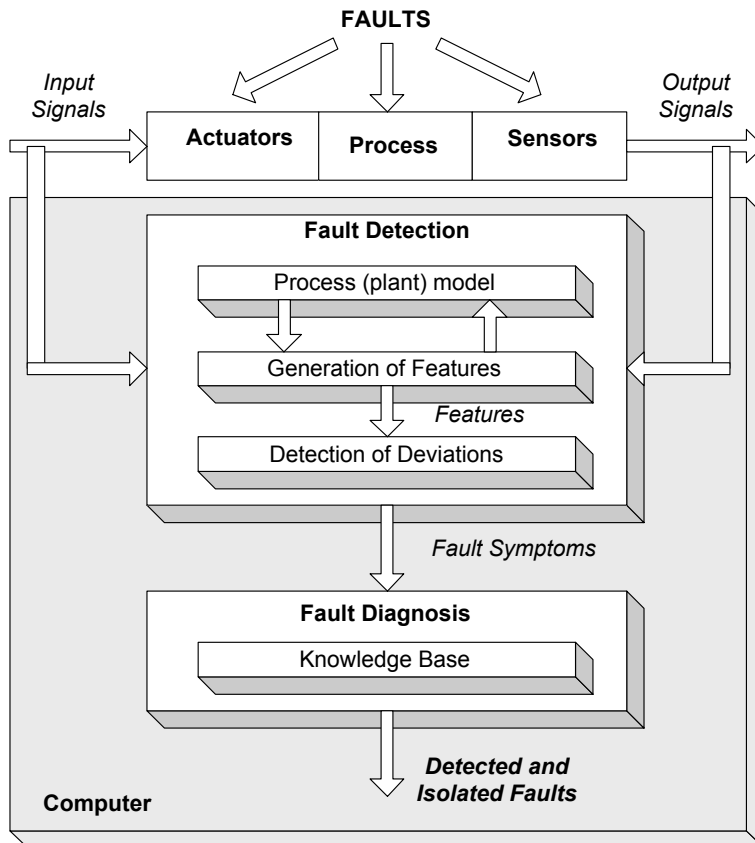 FAULTS
Input
Signals
Output
Signals
Actuators
Process
Sensors
Fault Detection
Process (plant) model
Generation of Features
Features
Detection of Deviations
Fault Symptoms
Fault Diagnosis
Knowledge Base
Detected and
Isolated Faults
Computer